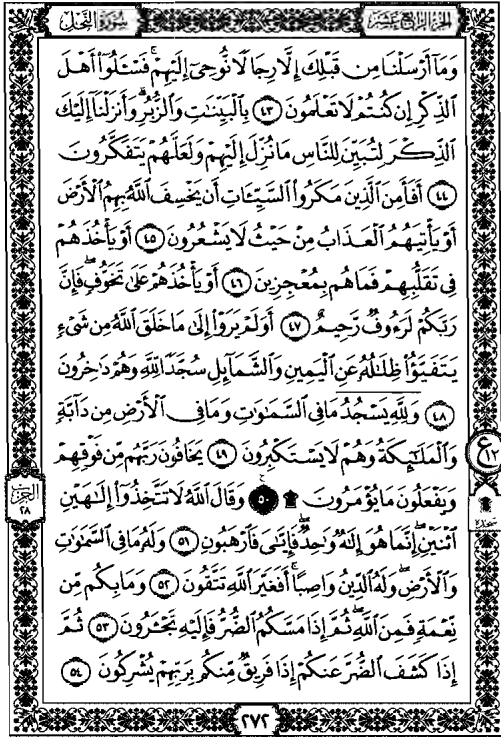 الجزء الرابع عشر
سورة النحل
وَمَآ أَرْسَلْنَا مِن قَبْلِكَ إِلَّا رِجَالًا نُّوحِىٓ إِلَيْهِمْ ۚ فَسْـَٔلُوٓا۟ أَهْلَ
ٱلذِّكْرِ إِن كُنتُمْ لَا تَعْلَمُونَ ٤٣ بِٱلْبَيِّنَٰتِ وَٱلزُّبُرِ ۗ وَأَنزَلْنَآ إِلَيْكَ
ٱلذِّكْرَ لِتُبَيِّنَ لِلنَّاسِ مَا نُزِّلَ إِلَيْهِمْ وَلَعَلَّهُمْ يَتَفَكَّرُونَ
٤٤ أَفَأَمِنَ ٱلَّذِينَ مَكَرُوا۟ ٱلسَّيِّـَٔاتِ أَن يَخْسِفَ ٱللَّهُ بِهِمُ ٱلْأَرْضَ
أَوْ يَأْتِيَهُمُ ٱلْعَذَابُ مِنْ حَيْثُ لَا يَشْعُرُونَ ٤٥ أَوْ يَأْخُذَهُمْ
فِى تَقَلُّبِهِمْ فَمَا هُم بِمُعْجِزِينَ ٤٦ أَوْ يَأْخُذَهُمْ عَلَىٰ تَخَوُّفٍ فَإِنَّ
رَبَّكُمْ لَرَءُوفٌ رَّحِيمٌ ٤٧ أَوَلَمْ يَرَوْا۟ إِلَىٰ مَا خَلَقَ ٱللَّهُ مِن شَىْءٍ
يَتَفَيَّؤُا۟ ظِلَٰلُهُۥ عَنِ ٱلْيَمِينِ وَٱلشَّمَآئِلِ سُجَّدًا لِّلَّهِ وَهُمْ دَٰخِرُونَ
٤٨ وَلِلَّهِ يَسْجُدُ مَا فِى ٱلسَّمَٰوَٰتِ وَمَا فِى ٱلْأَرْضِ مِن دَآبَّةٍ
وَٱلْمَلَٰٓئِكَةُ وَهُمْ لَا يَسْتَكْبِرُونَ ٤٩ يَخَافُونَ رَبَّهُم مِّن فَوْقِهِمْ
وَيَفْعَلُونَ مَا يُؤْمَرُونَ ۩ ٥٠ ۞ وَقَالَ ٱللَّهُ لَا تَتَّخِذُوٓا۟ إِلَٰهَيْنِ
ٱثْنَيْنِ ۖ إِنَّمَا هُوَ إِلَٰهٌ وَٰحِدٌ ۖ فَإِيَّٰىَ فَٱرْهَبُونِ ٥١ وَلَهُۥ مَا فِى ٱلسَّمَٰوَٰتِ
وَٱلْأَرْضِ وَلَهُ ٱلدِّينُ وَاصِبًا ۚ أَفَغَيْرَ ٱللَّهِ تَتَّقُونَ ٥٢ وَمَا بِكُم مِّن
نِّعْمَةٍ فَمِنَ ٱللَّهِ ۖ ثُمَّ إِذَا مَسَّكُمُ ٱلضُّرُّ فَإِلَيْهِ تَجْـَٔرُونَ ٥٣ ثُمَّ
إِذَا كَشَفَ ٱلضُّرَّ عَنكُمْ إِذَا فَرِيقٌ مِّنكُم بِرَبِّهِمْ يُشْرِكُونَ ٥٤
ع ١٢
سجدة
الحزب
٢٨
٢٧٢